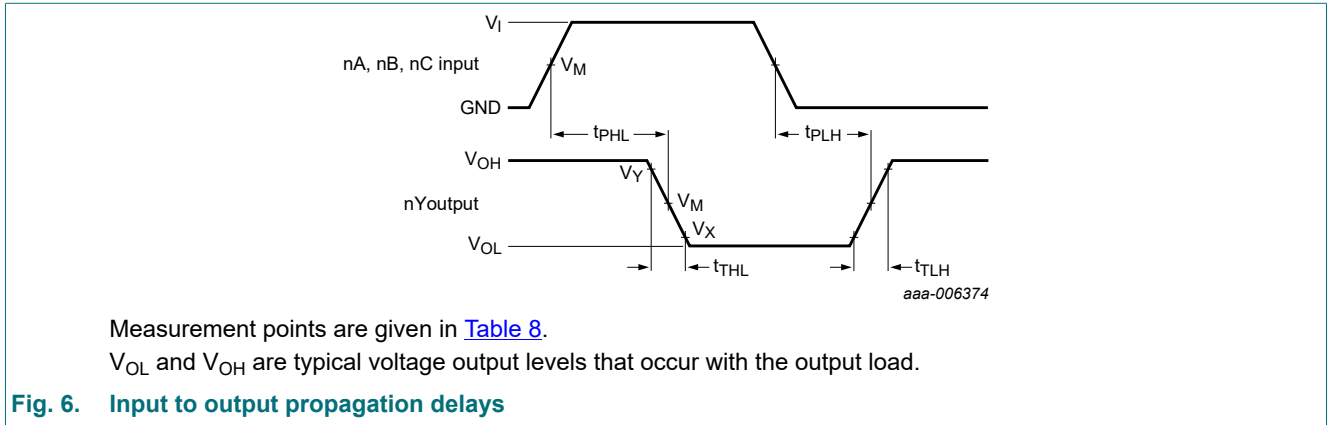 VI
nA, nB, nC input
VM
GND
tPHL
tPLH
VOH
VY
nYoutput
VM
VX
VOL
tTHL
tTLH
aaa-006374
Measurement points are given in Table 8.
VOL and VOH are typical voltage output levels that occur with the output load.
Fig. 6. Input to output propagation delays